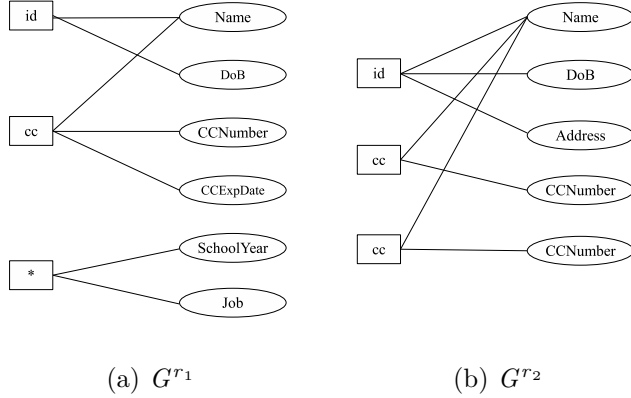 id
Name
DoB
cc
CCNumber
CCExpDate
*
SchoolYear
Job
(a) G^{r_1}
Name
id
DoB
Address
cc
CCNumber
cc
CCNumber
(b) G^{r_2}